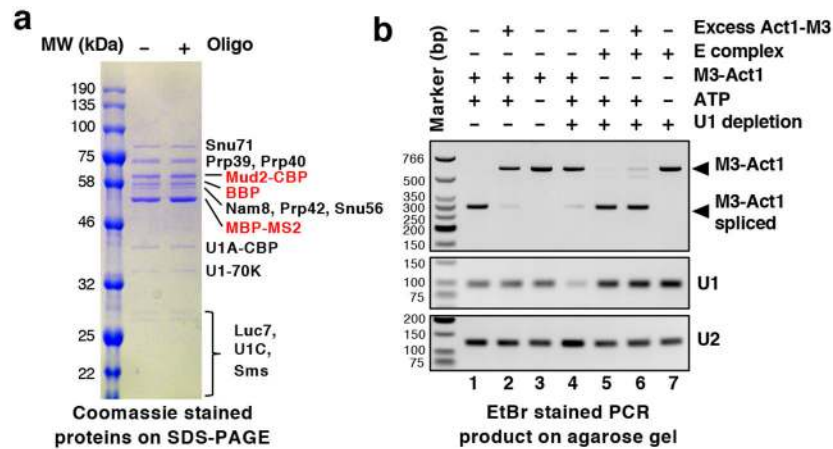 a
MW (kDa) – + Oligo
190
135
100
75
58
46
32
25
22
Snu71
Prp39, Prp40
Mud2-CBP
BBP
Nam8, Prp42, Snu56
MBP-MS2
U1A-CBP
U1-70K
Luc7,
U1C,
Sms
Coomassie stained
proteins on SDS-PAGE
b
Marker (bp)
– + – – – + – Excess Act1-M3
– – – – + + + E complex
+ + + + – – – M3-Act1
+ + – + + + – ATP
– – – + + + + U1 depletion
766
500
350
300
250
200
150
M3-Act1
M3-Act1
spliced
150
100
75
U1
200
150
100
75
U2
1 2 3 4 5 6 7
EtBr stained PCR
product on agarose gel